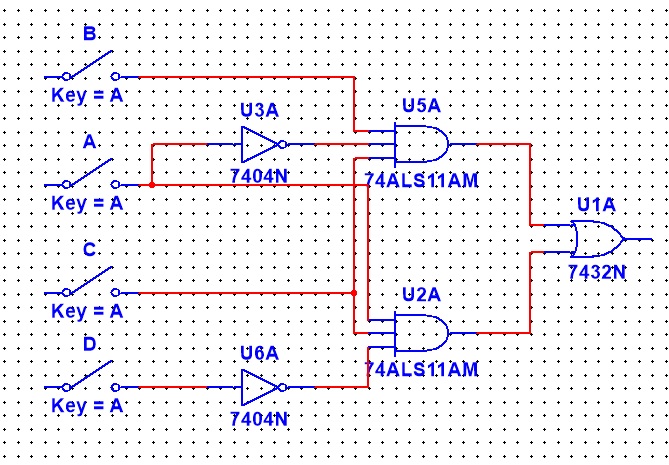 B
Key = A
U3A
7404N
U5A
74ALS11AM
A
Key = A
U1A
7432N
C
Key = A
U2A
74ALS11AM
D
Key = A
U6A
7404N